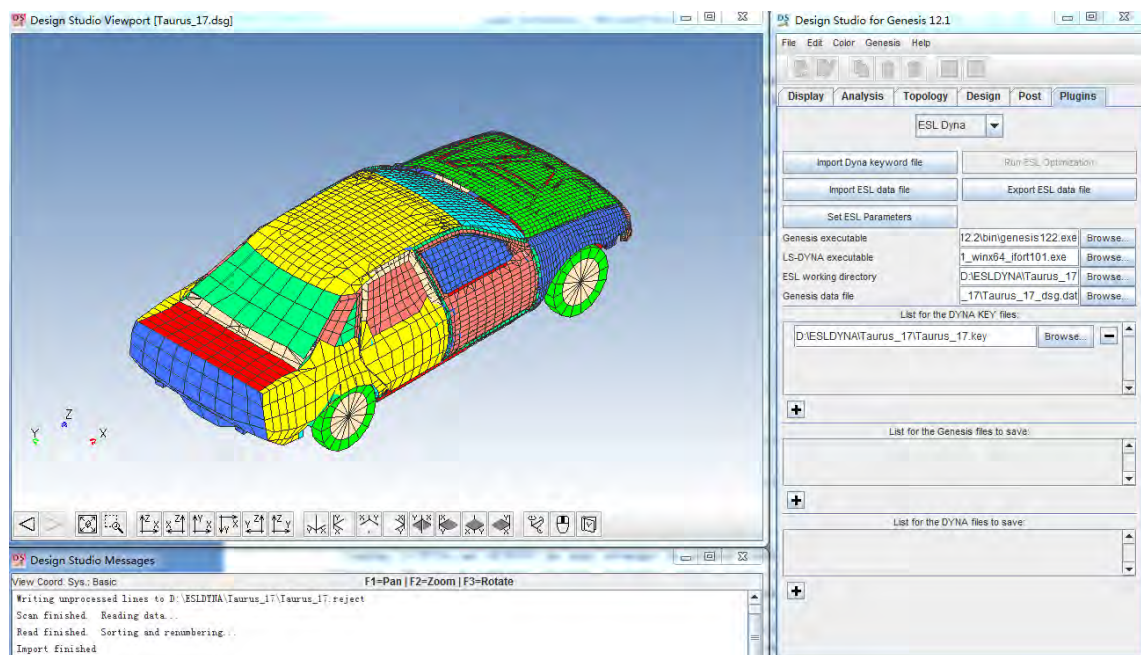 Design Studio Viewport [Taurus_17.dsg]
Z
Y
X
Design Studio Messages
View Coord. Sys.: Basic
F1=Pan | F2=Zoom | F3=Rotate
Writing unprocessed lines to D:\ESLDYNA\Taurus_17\Taurus_17.reject
Scan finished. Reading data...
Read finished. Sorting and renumbering...
Import finished
Design Studio for Genesis 12.1
File Edit Color Genesis Help
Display Analysis Topology Design Post Plugins
ESL Dyna
Import Dyna keyword file
Run ESL Optimization
Import ESL data file
Export ESL data file
Set ESL Parameters
Genesis executable
12.2\bin\genesis122.exe
Browse...
LS-DYNA executable
1_winx64_ifort101.exe
Browse...
ESL working directory
D:\ESLDYNA\Taurus_17
Browse...
Genesis data file
_17\Taurus_17_dsg.dat
Browse...
List for the DYNA KEY files:
D:\ESLDYNA\Taurus_17\Taurus_17.key
Browse...
List for the Genesis files to save:
List for the DYNA files to save: